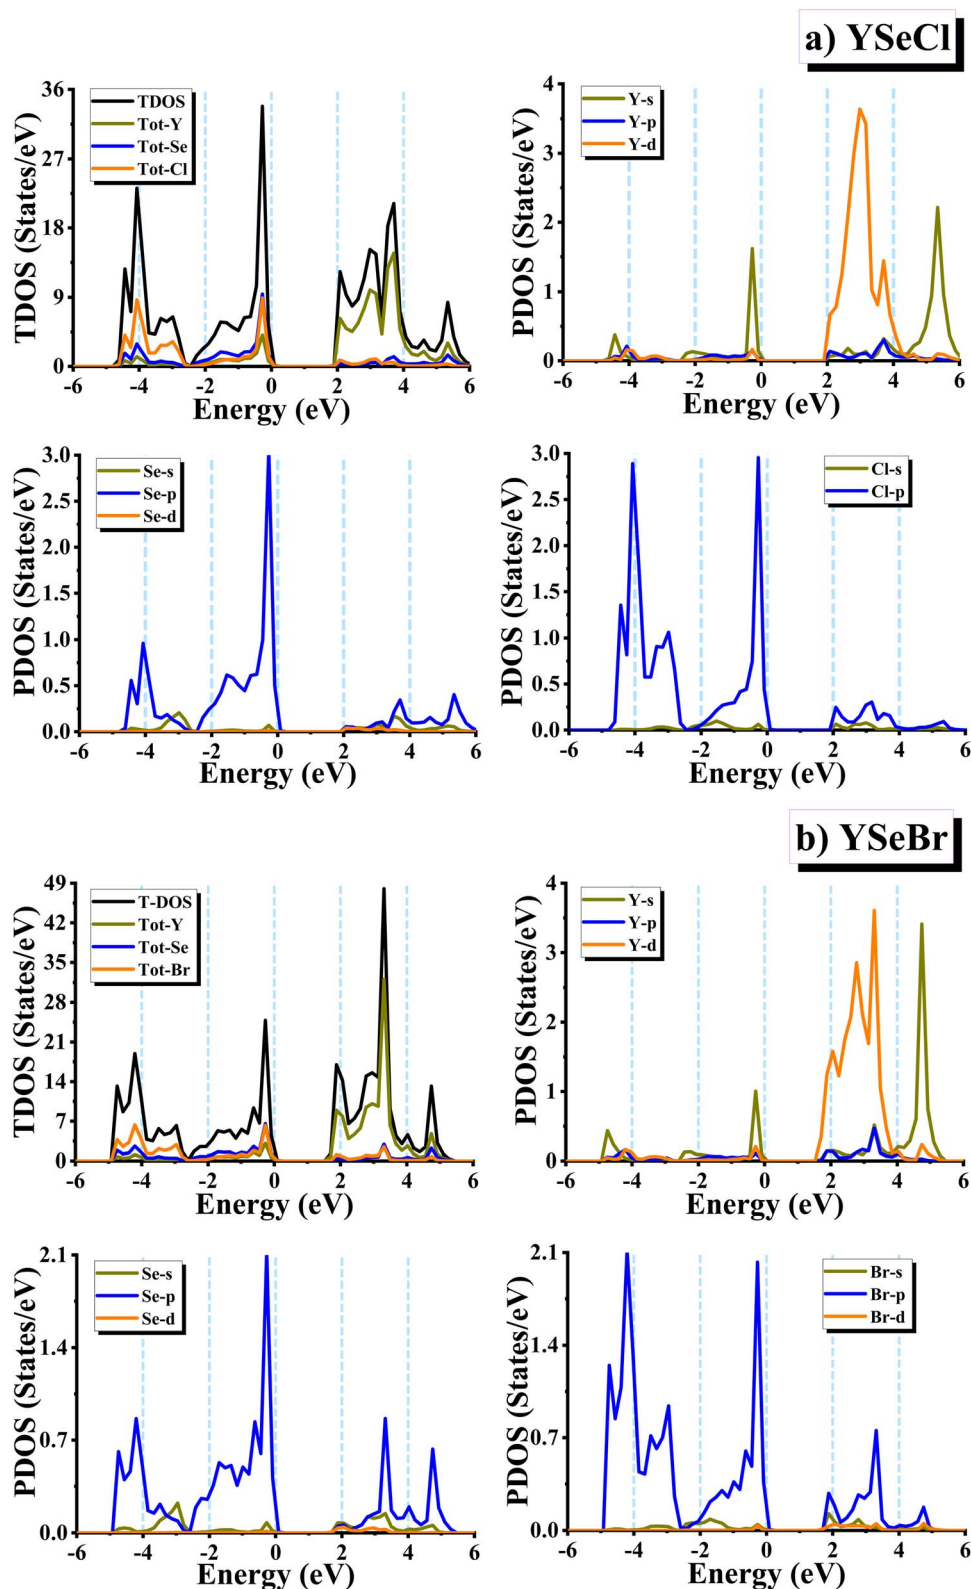 a) YSeCl
TDOS (States/eV)
36
27
18
9
0
TDOS
Tot-Y
Tot-Se
Tot-Cl
-6 -4 -2 0 2 4 6
Energy (eV)
PDOS (States/eV)
4
3
2
1
0
Y-s
Y-p
Y-d
-6 -4 -2 0 2 4 6
Energy (eV)
PDOS (States/eV)
3.0
2.5
2.0
1.5
1.0
0.5
0.0
Se-s
Se-p
Se-d
-6 -4 -2 0 2 4 6
Energy (eV)
PDOS (States/eV)
3.0
2.5
2.0
1.5
1.0
0.5
0.0
Cl-s
Cl-p
-6 -4 -2 0 2 4 6
Energy (eV)
b) YSeBr
TDOS (States/eV)
49
42
35
28
21
14
7
0
T-DOS
Tot-Y
Tot-Se
Tot-Br
-6 -4 -2 0 2 4 6
Energy (eV)
PDOS (States/eV)
4
3
2
1
0
Y-s
Y-p
Y-d
-6 -4 -2 0 2 4 6
Energy (eV)
PDOS (States/eV)
2.1
1.4
0.7
0.0
Se-s
Se-p
Se-d
-6 -4 -2 0 2 4 6
Energy (eV)
PDOS (States/eV)
2.1
1.4
0.7
0.0
Br-s
Br-p
Br-d
-6 -4 -2 0 2 4 6
Energy (eV)